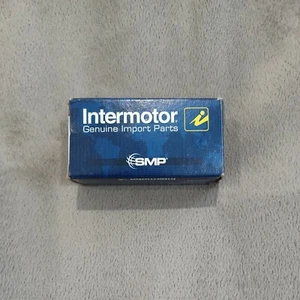 Intermotor
Genuine Import Parts
i
SMP